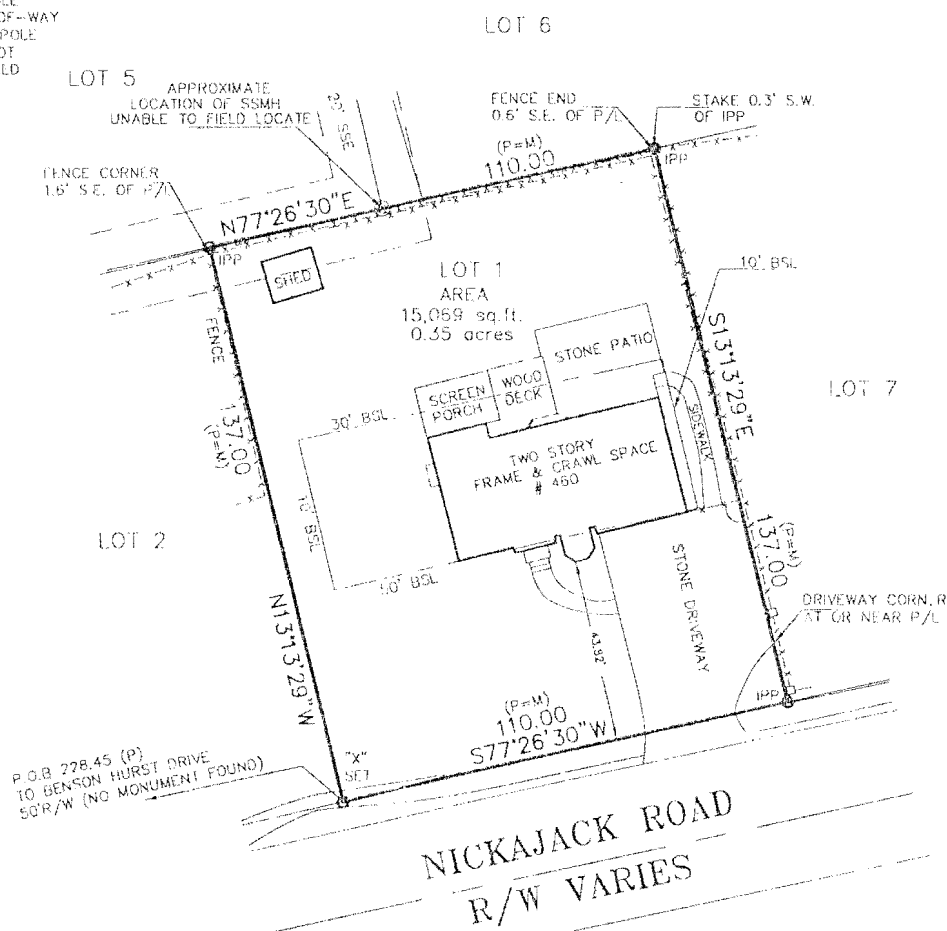 OF-WAY
POLE
LOT 6
LOT 5
APPROXIMATE
LOCATION OF SSMH
UNABLE TO FIELD LOCATE
20' SSE
FENCE END
0.6' S.E. OF P/L
STAKE 0.3' S.W.
OF IPP
(P=M)
110.00
IPP
FENCE CORNER
1.6' S.E. OF P/L
N77°26'30"E
IPP
SHED
LOT 1
AREA
15,069 sq.ft.
0.35 acres
10' BSL
FENCE
STONE PATIO
S13°13'29"E
LOT 7
SCREEN
PORCH
WOOD
DECK
30' BSL
SIDEWALK
137.00
(P=M)
TWO STORY
FRAME & CRAWL SPACE
# 460
LOT 2
10' BSL
BSL
STONE DRIVEWAY
(P=M)
137.00
DRIVEWAY
AT OR NEAR P/L
N13°13'29"W
IPP
(P=M)
110.00
S77°26'30"W
P.O.B 228.45 (P)
TO BENSON HURST DRIVE
50'R/W (NO MONUMENT FOUND)
"X"
SET
NICKAJACK ROAD
R/W VARIES